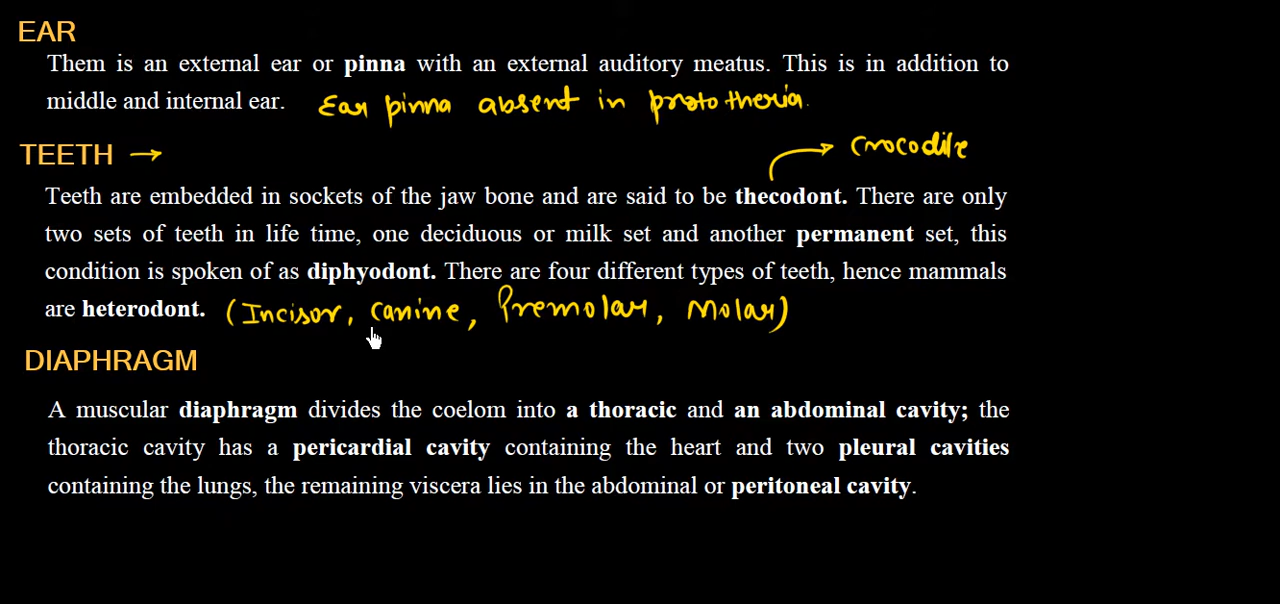 EAR
Them is an external ear or pinna with an external auditory meatus. This is in addition to
middle and internal ear. Ear pinna absent in prototheria.
TEETH → crocodile
Teeth are embedded in sockets of the jaw bone and are said to be thecodont. There are only
two sets of teeth in life time, one deciduous or milk set and another permanent set, this
condition is spoken of as diphyodont. There are four different types of teeth, hence mammals
are heterodont. (Incisor, canine, Premolar, Molar)
DIAPHRAGM
A muscular diaphragm divides the coelom into a thoracic and an abdominal cavity; the
thoracic cavity has a pericardial cavity containing the heart and two pleural cavities
containing the lungs, the remaining viscera lies in the abdominal or peritoneal cavity.